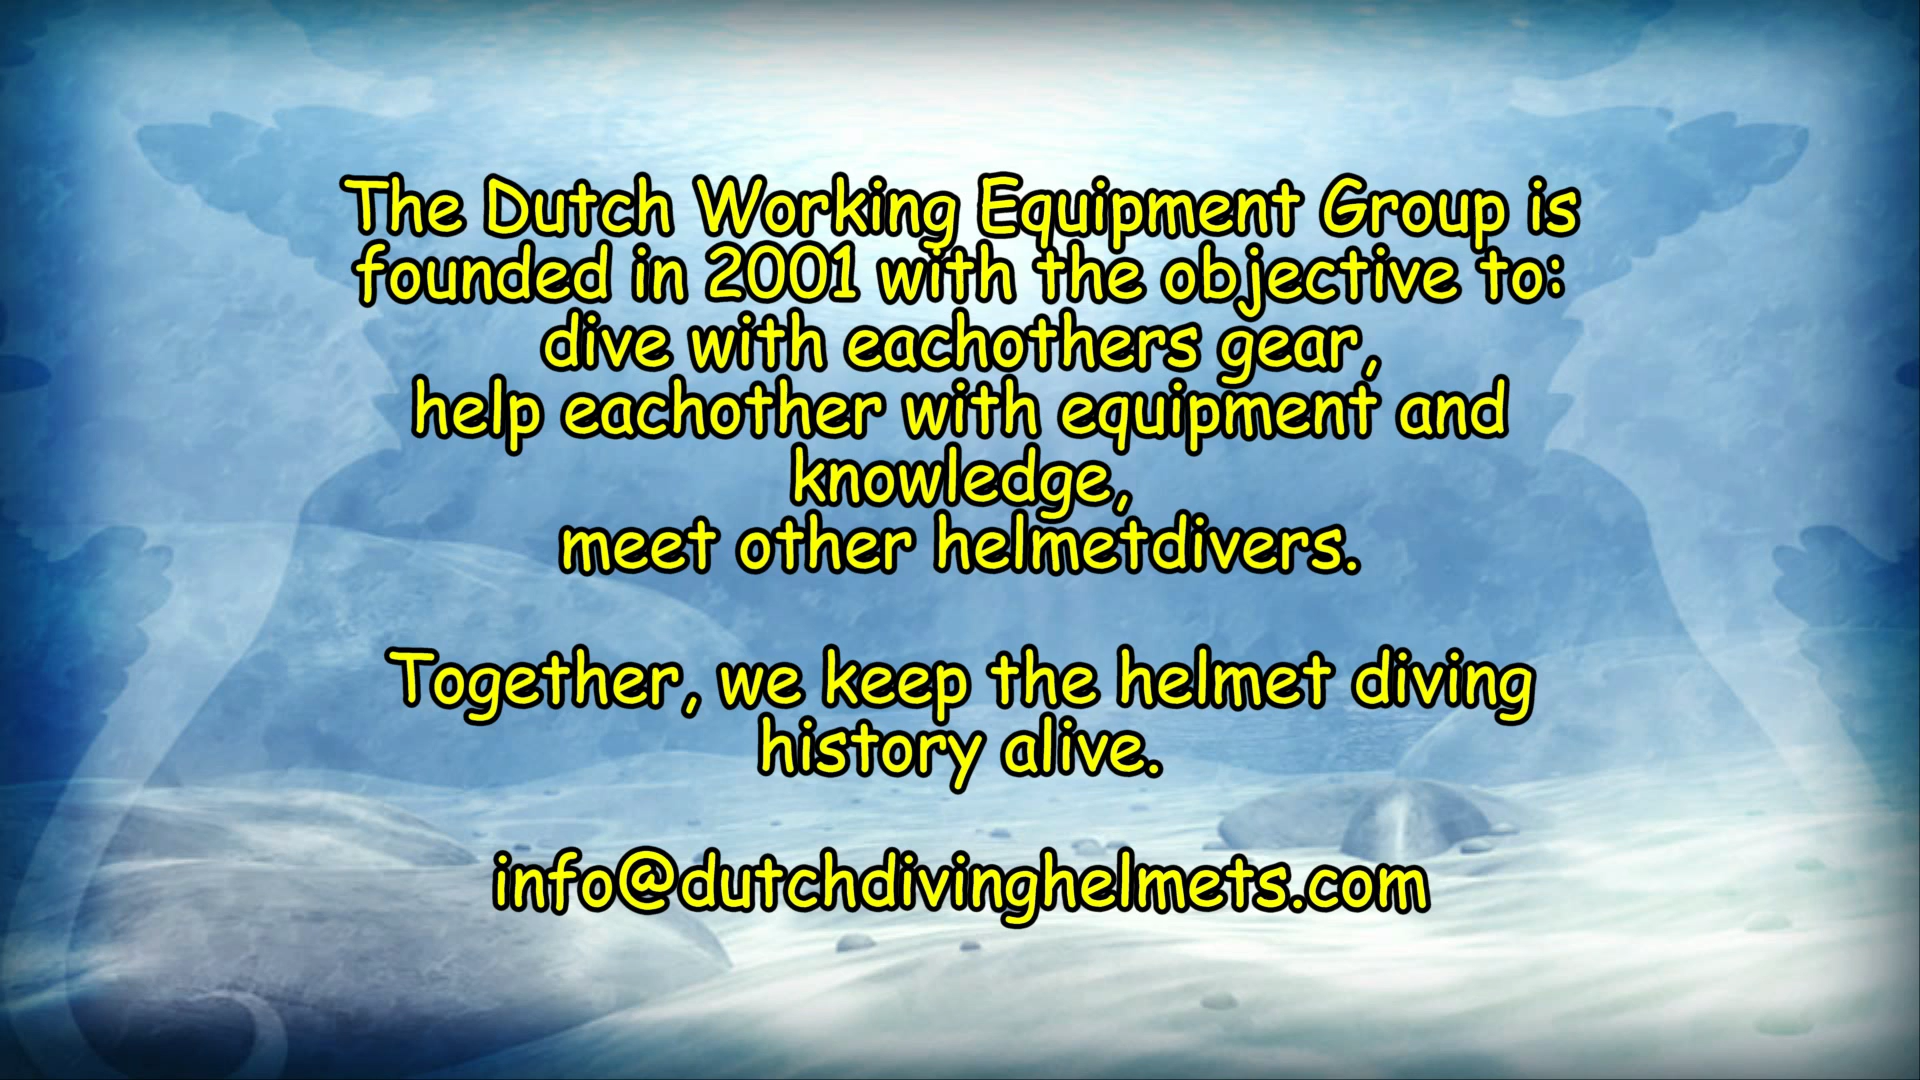 The Dutch Working Equipment Group is
founded in 2001 with the objective to:
dive with eachothers gear,
help eachother with equipment and
knowledge,
meet other helmetdivers.
Together, we keep the helmet diving
history alive.
info@dutchdivinghelmets.com